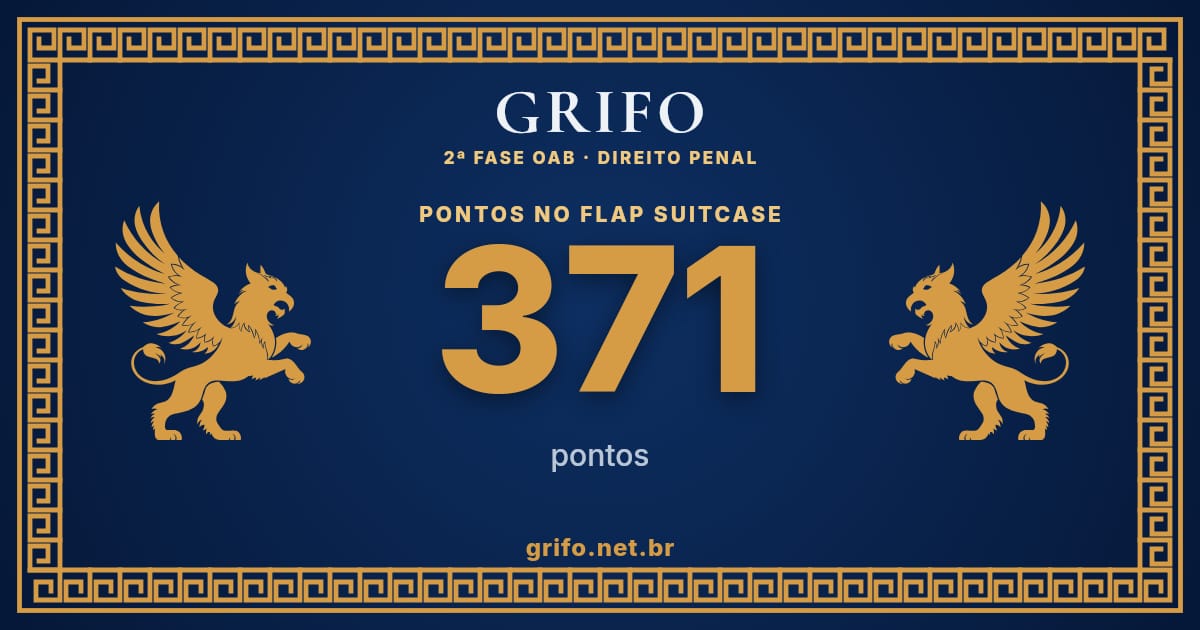 GRIFO
2ª FASE OAB · DIREITO PENAL
PONTOS NO FLAP SUITCASE
371
pontos
grifo.net.br